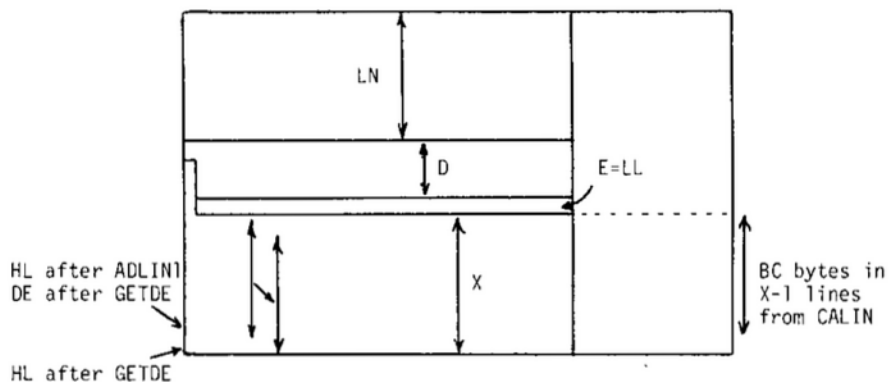 LN
D
E=LL
HL after ADLIN1
DE after GETDE
X
BC bytes in
X-1 lines
from CALIN
HL after GETDE